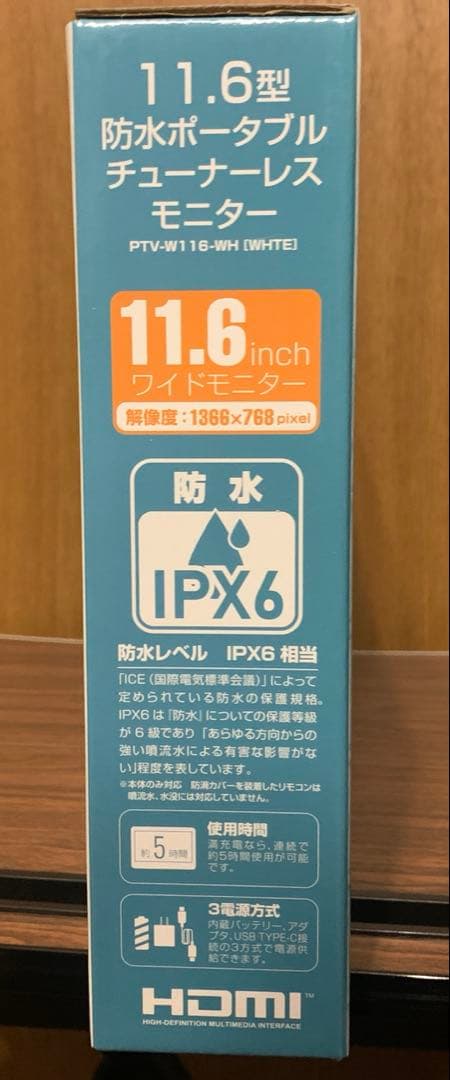 11.6型
防水ポータブル
チューナーレス
モニター
PTV-W116-WH [WHTE]
11.6inch
ワイドモニター
解像度：1366×768pixel
防水
IPX6
防水レベル IPX6 相当
「ICE（国際電気標準会議）」によって
定められている防水の保護規格。
IPX6は『防水』についての保護等級
が6級であり「あらゆる方向からの
強い噴流水による有害な影響がな
い」程度を表しています。
※本体のみ対応 防滴カバーを装着したリモコンは
噴流水、水没には対応していません。
約5時間
使用時間
満充電なら、連続で
約5時間使用が可能
です。
3電源方式
内蔵バッテリー、アダ
プタ、USB TYPE-C接
続の3方式で電源供
給できます。
HDMI™
HIGH-DEFINITION MULTIMEDIA INTERFACE